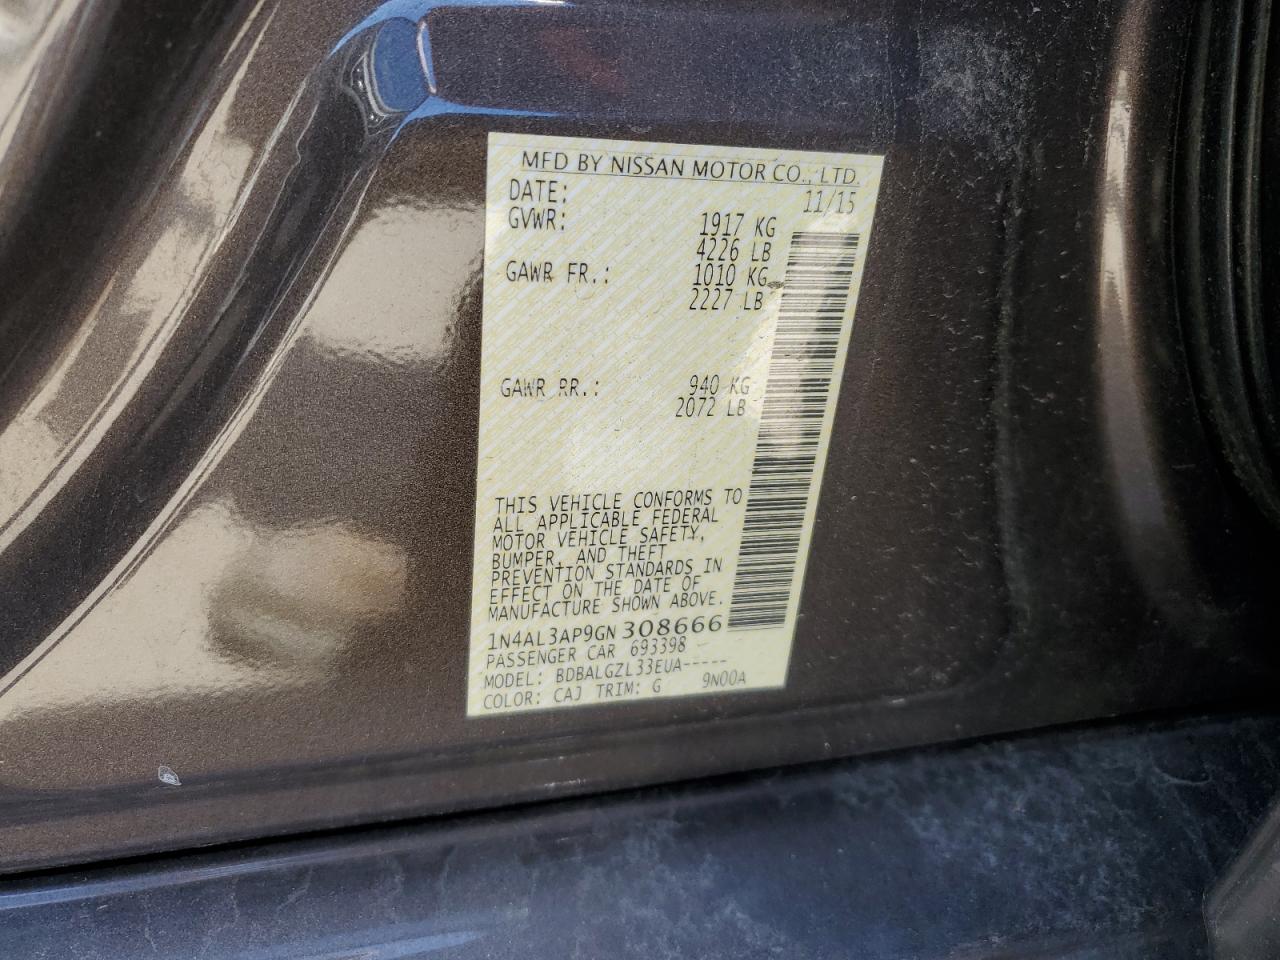 MFD BY NISSAN MOTOR CO., LTD.
DATE: 11/15
GVWR: 1917 KG
4226 LB
GAWR FR.: 1010 KG
2227 LB
GAWR RR.: 940 KG
2072 LB
THIS VEHICLE CONFORMS TO
ALL APPLICABLE FEDERAL
MOTOR VEHICLE SAFETY,
BUMPER, AND THEFT
PREVENTION STANDARDS IN
EFFECT ON THE DATE OF
MANUFACTURE SHOWN ABOVE.
1N4AL3AP9GN308666
PASSENGER CAR 693398
MODEL: BDBALGZL33EUA-----
COLOR: CAJ TRIM: G 9N00A